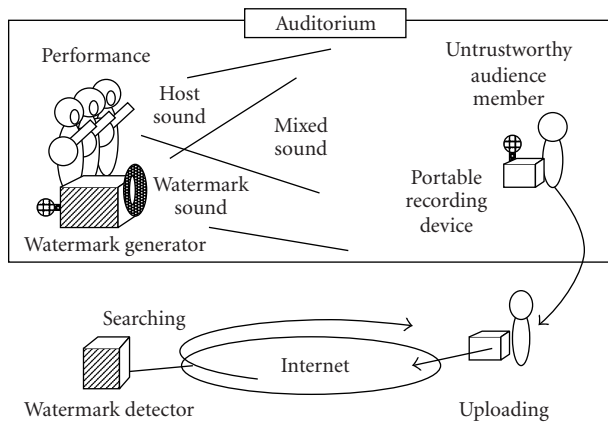 Auditorium
Performance
Untrustworthy
audience
member
Host
sound
Mixed
sound
Watermark
sound
Portable
recording
device
Watermark generator
Searching
Internet
Watermark detector
Uploading